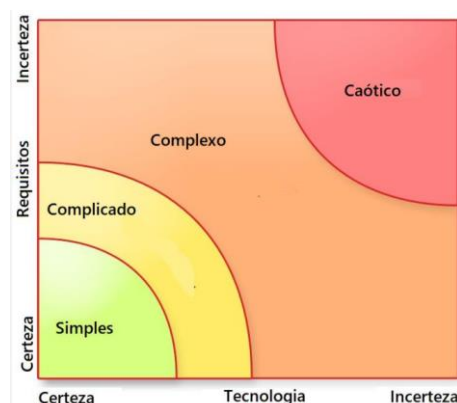 Incerteza
Requisitos
Certeza
Caótico
Complexo
Complicado
Simples
Certeza
Tecnologia
Incerteza